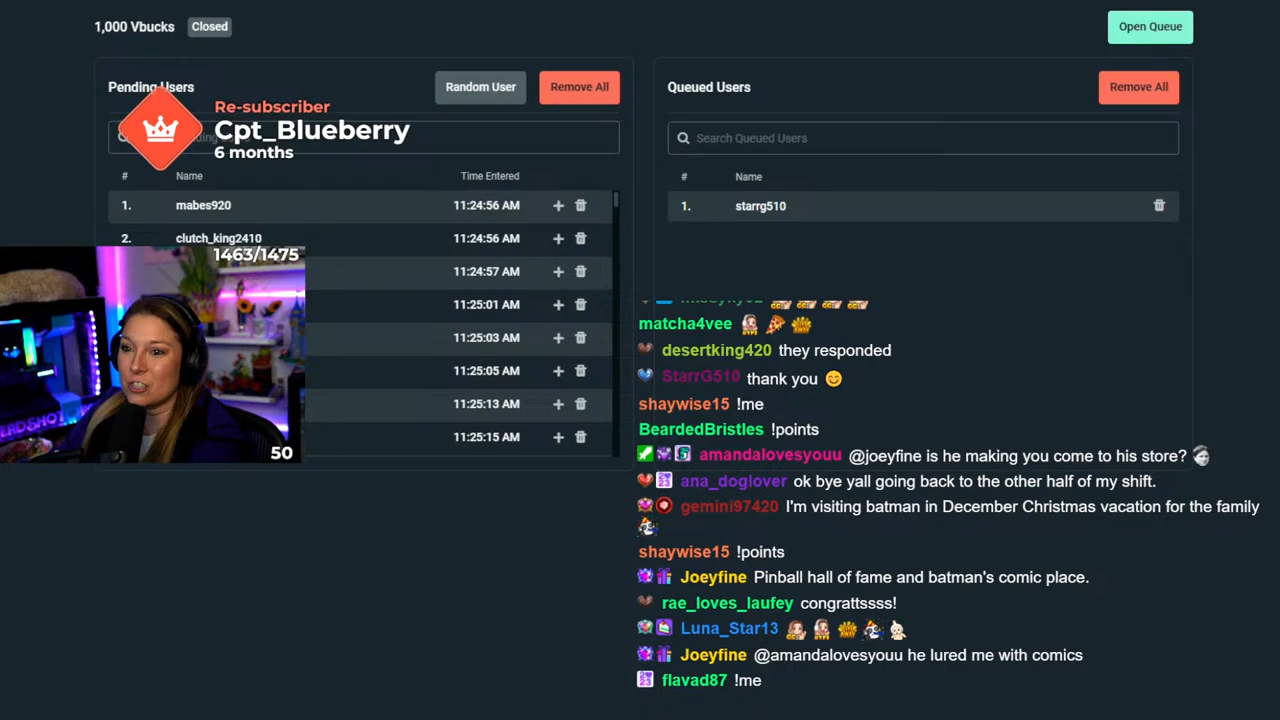 1,000 Vbucks Closed Open Queue
Pending Users Random User Remove All
Re-subscriber
Cpt_Blueberry
6 months
# Name Time Entered
1. mabes920 11:24:56 AM
2. clutch_king2410 11:24:56 AM
11:24:57 AM
11:25:01 AM
11:25:03 AM
11:25:05 AM
11:25:13 AM
11:25:15 AM
1463/1475
50
Queued Users Remove All
Search Queued Users
# Name
1. starrg510
matcha4vee
desertking420 they responded
StarrG510 thank you 😊
shaywise15 !me
BeardedBristles !points
amandalovesyouu @joeyfine is he making you come to his store?
ana_doglover ok bye yall going back to the other half of my shift.
gemini97420 I'm visiting batman in December Christmas vacation for the family
shaywise15 !points
Joeyfine Pinball hall of fame and batman's comic place.
rae_loves_laufey congrattssss!
Luna_Star13
Joeyfine @amandalovesyouu he lured me with comics
flavad87 !me